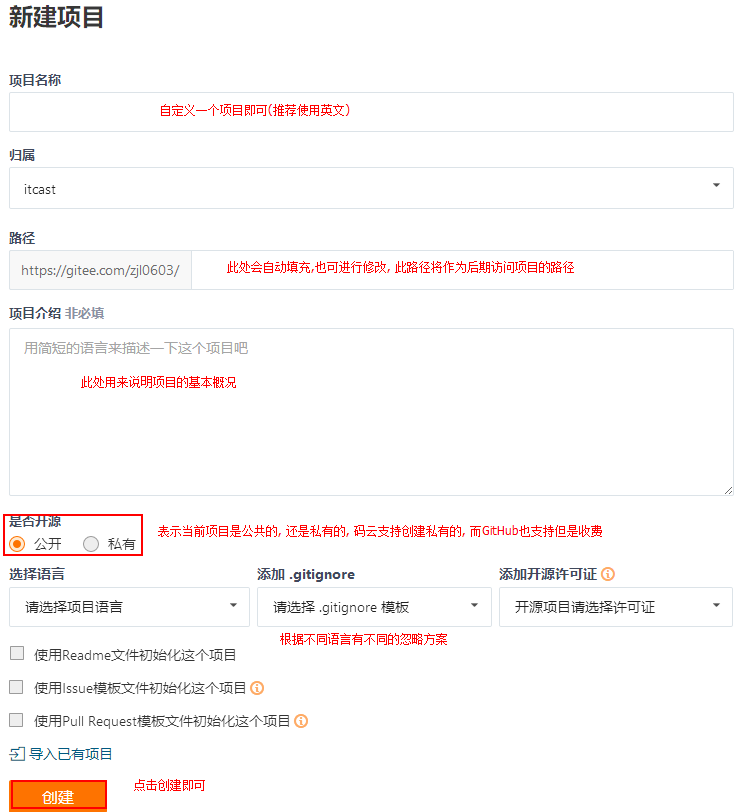 新建项目
项目名称
自定义一个项目即可(推荐使用英文)
归属
itcast
路径
https://gitee.com/zjl0603/ 此处会自动填充,也可进行修改, 此路径将作为后期访问项目的路径
项目介绍 非必填
用简短的语言来描述一下这个项目吧
此处用来说明项目的基本概况
是否开源
表示当前项目是公共的, 还是私有的, 码云支持创建私有的, 而GitHub也支持但是收费
公开 私有
选择语言 添加 .gitignore 添加开源许可证
请选择项目语言 请选择 .gitignore 模板 开源项目请选择许可证
根据不同语言有不同的忽略方案
使用Readme文件初始化这个项目
使用Issue模板文件初始化这个项目
使用Pull Request模板文件初始化这个项目
导入已有项目
创建 点击创建即可